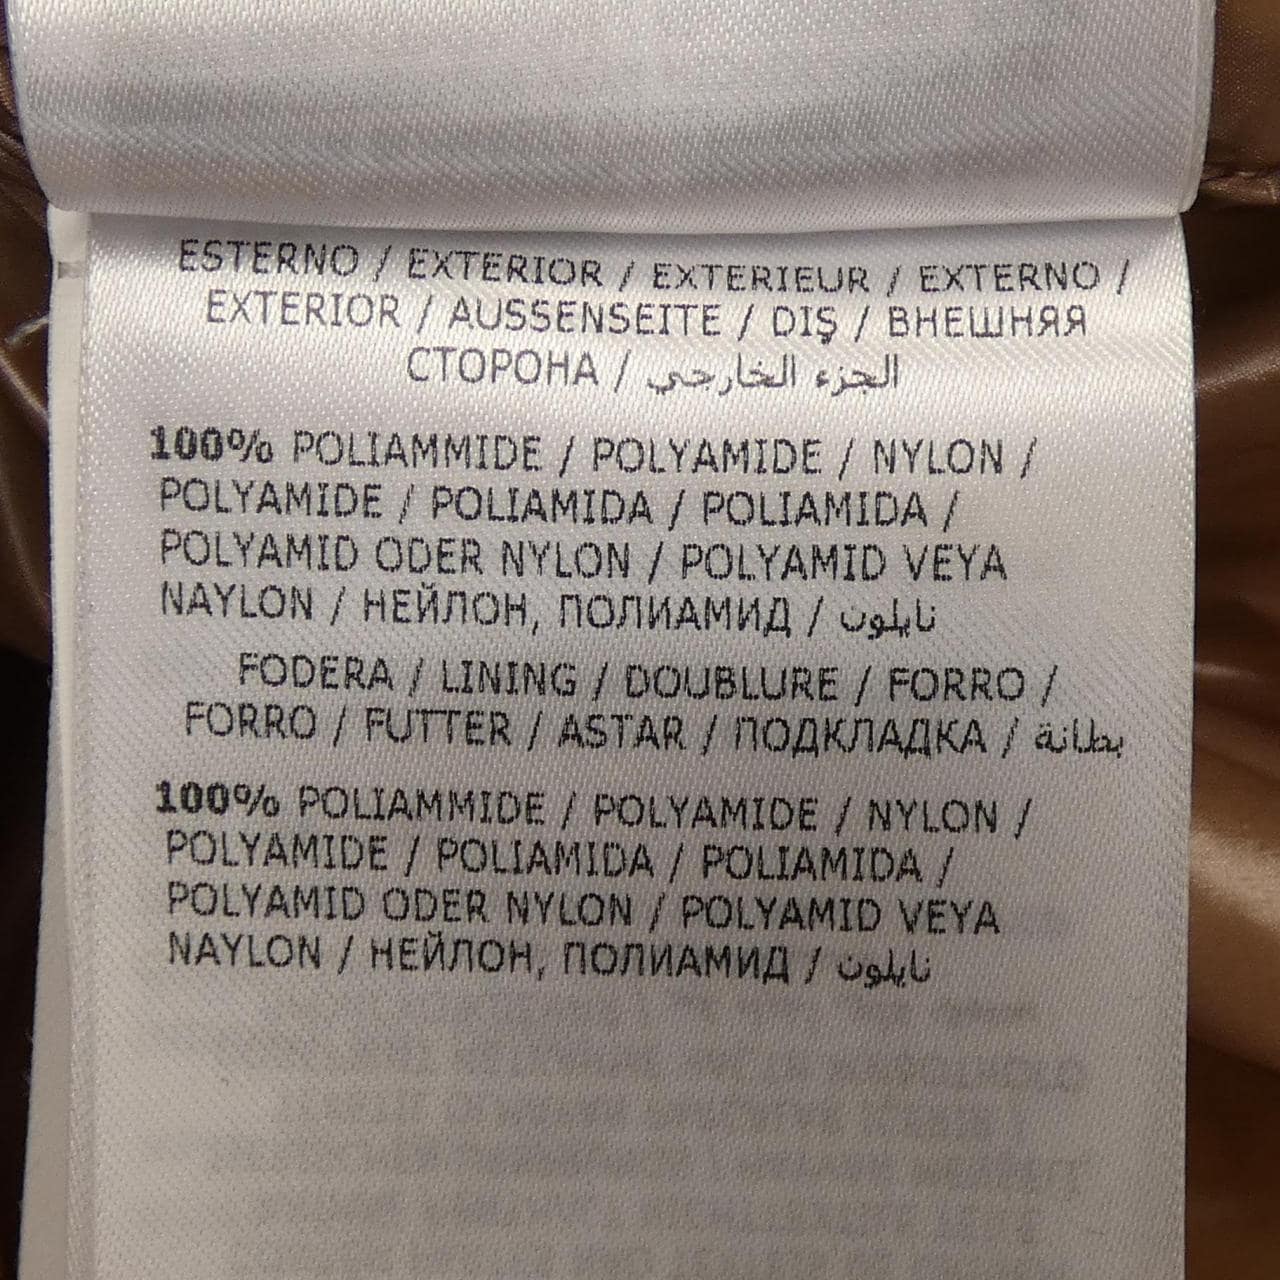 ESTERNO / EXTERIOR / EXTERIEUR / EXTERNO /
EXTERIOR / AUSSENSEITE / DIŞ / ВНЕШНЯЯ
СТОРОНА / الجزء الخارجي
100% POLIAMMIDE / POLYAMIDE / NYLON /
POLYAMIDE / POLIAMIDA / POLIAMIDA /
POLYAMID ODER NYLON / POLYAMID VEYA
NAYLON / НЕЙЛОН, ПОЛИАМИД / نايلون
FODERA / LINING / DOUBLURE / FORRO /
FORRO / FUTTER / ASTAR / ПОДКЛАДКА / بطانة
100% POLIAMMIDE / POLYAMIDE / NYLON /
POLYAMIDE / POLIAMIDA / POLIAMIDA /
POLYAMID ODER NYLON / POLYAMID VEYA
NAYLON / НЕЙЛОН, ПОЛИАМИД / نايلون